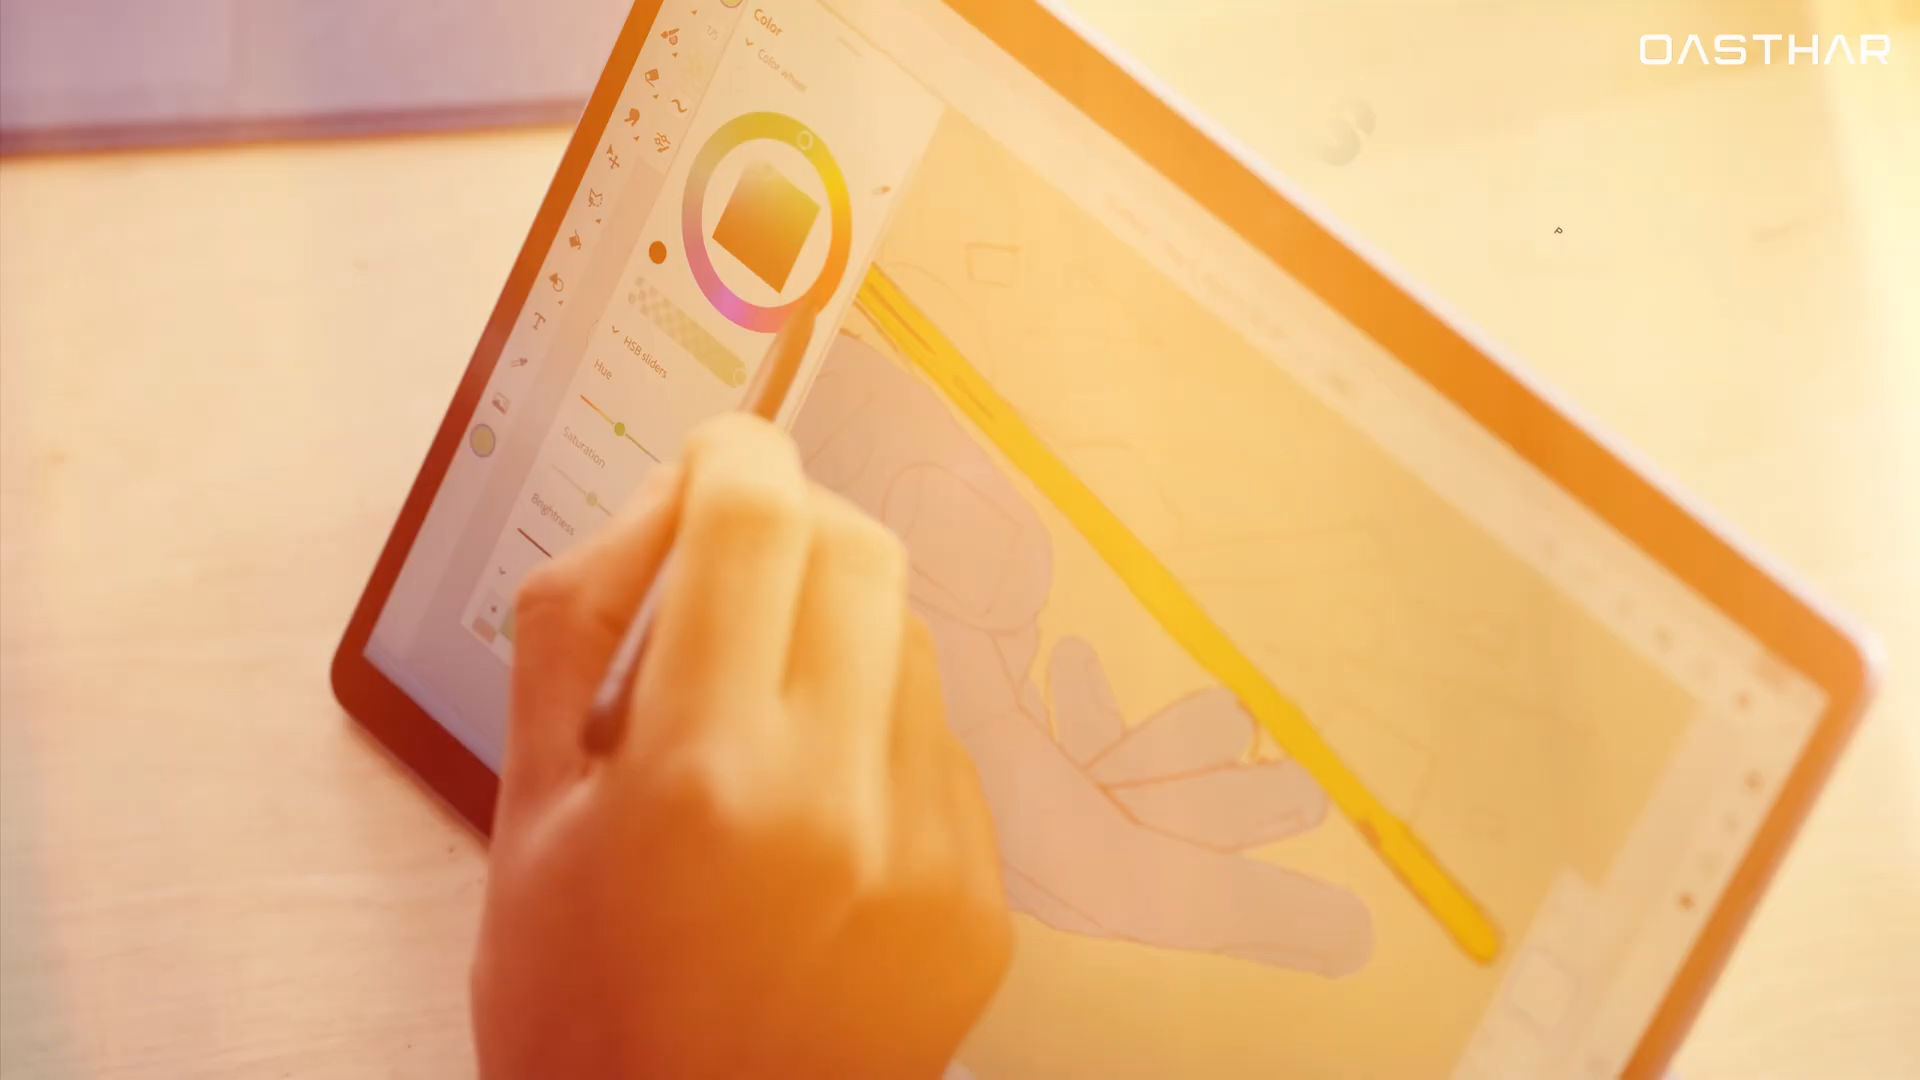 OASTHAR
Color
Color wheel
HSB sliders
Hue
Saturation
Brightness